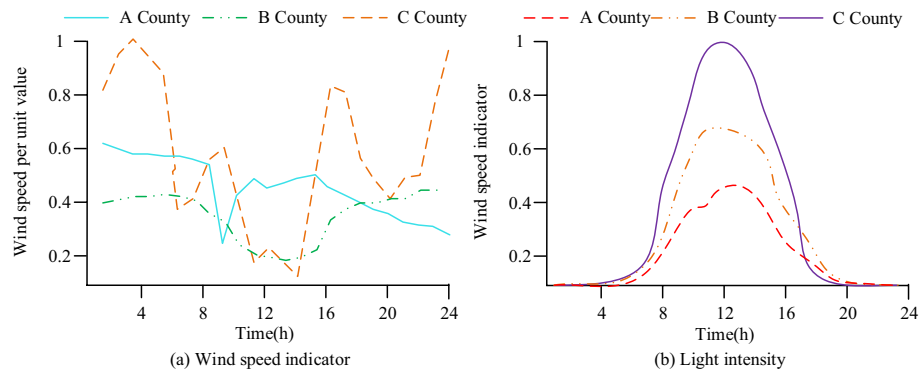 A County B County C County
Wind speed per unit value
1
0.8
0.6
0.4
0.2
4 8 12 16 20 24
Time(h)
(a) Wind speed indicator
A County B County C County
Wind speed indicator
1
0.8
0.6
0.4
0.2
4 8 12 16 20 24
Time(h)
(b) Light intensity